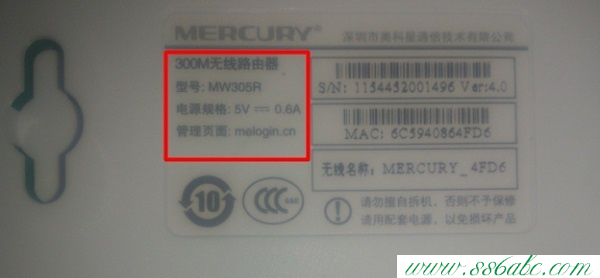 MERCURY 深圳市美科星通信技术有限公司
300M无线路由器
型号: MW305R
电源规格: 5V⎓0.6A
管理页面: melogin.cn
S/N: 1154452001496 Ver:4.0
MAC: 6C5940864FD6
无线名称: MERCURY_4FD6
10
CCC
请勿擅自拆机，否则不予保修
请用配套电源，以免损坏产品
www.886abc.com